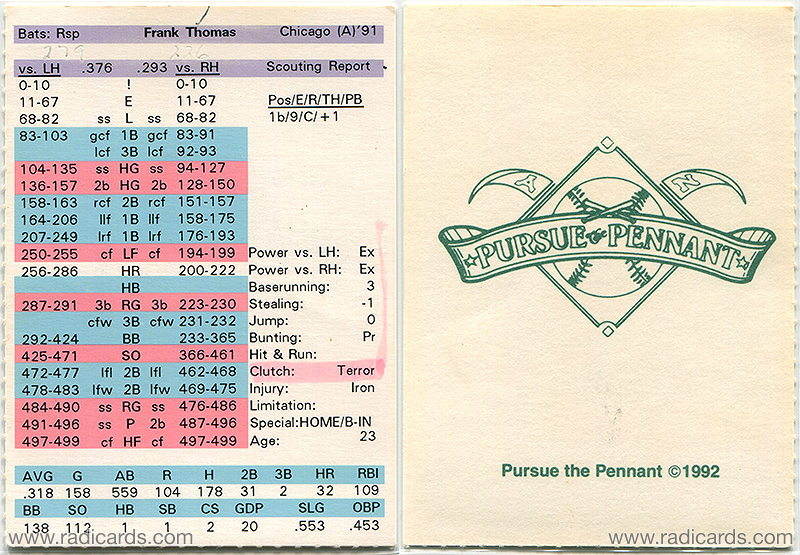 Bats: Rsp Frank Thomas Chicago (A)'91
279 236
vs. LH .376 .293 vs. RH Scouting Report
0-10 ! 0-10
11-67 E 11-67 Pos/E/R/TH/PB
68-82 ss L ss 68-82 1b/9/C/+1
83-103 gcf 1B gcf 83-91
lcf 3B lcf 92-93
104-135 ss HG ss 94-127
136-157 2b HG 2b 128-150
158-163 rcf 2B rcf 151-157
164-206 llf 1B llf 158-175
207-249 lrf 1B lrf 176-193
250-255 cf LF cf 194-199 Power vs. LH: Ex
256-286 HR 200-222 Power vs. RH: Ex
HB Baserunning: 3
287-291 3b RG 3b 223-230 Stealing: -1
cfw 3B cfw 231-232 Jump: 0
292-424 BB 233-365 Bunting: Pr
425-471 SO 366-461 Hit & Run:
472-477 lfl 2B lfl 462-468 Clutch: Terror
478-483 lfw 2B lfw 469-475 Injury: Iron
484-490 ss RG ss 476-486 Limitation:
491-496 ss P 2b 487-496 Special:HOME/B-IN
497-499 cf HF cf 497-499 Age: 23
AVG G AB R H 2B 3B HR RBI
.318 158 559 104 178 31 2 32 109
BB SO HB SB CS GDP SLG OBP
138 112 1 1 2 20 .553 .453
www.radicards.com
A N
PURSUE the PENNANT
Pursue the Pennant ©1992
www.radicards.com